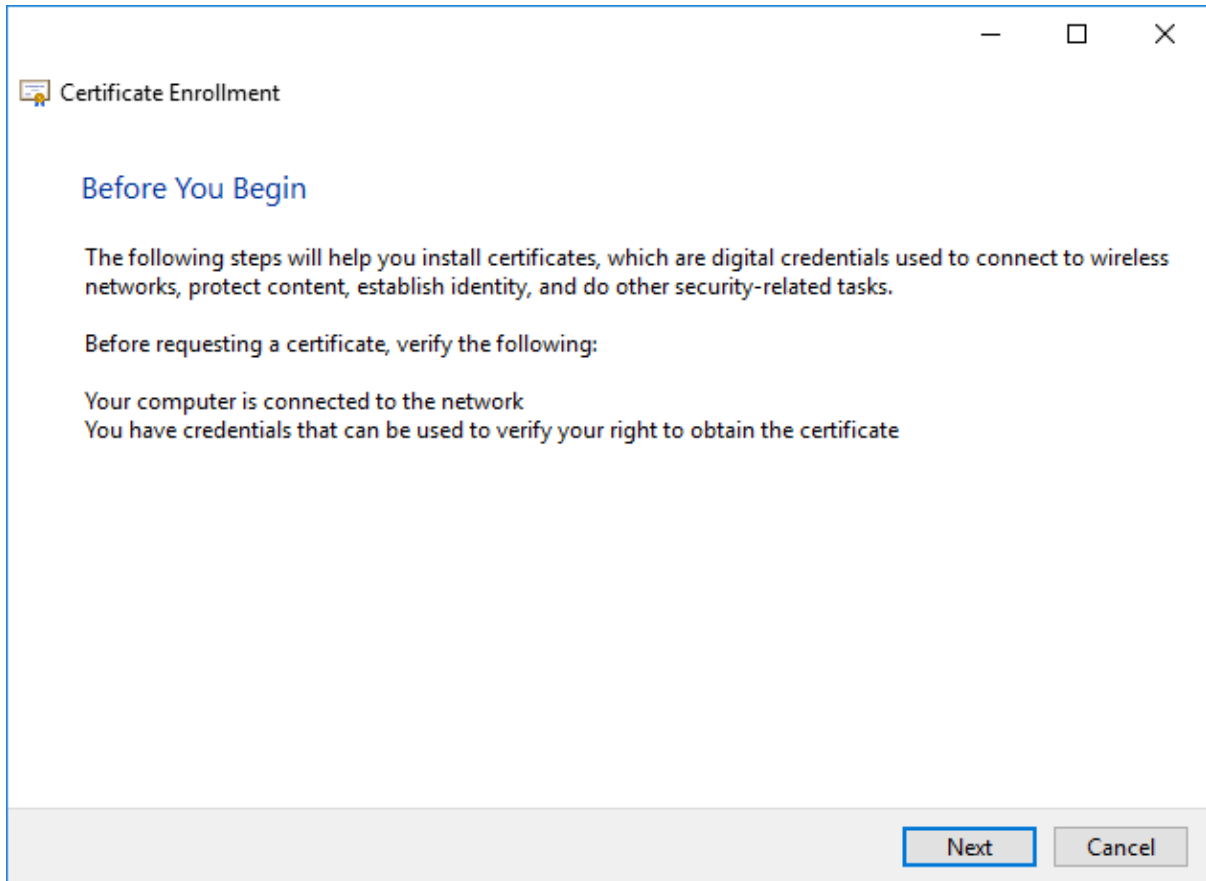 Certificate Enrollment
Before You Begin
The following steps will help you install certificates, which are digital credentials used to connect to wireless
networks, protect content, establish identity, and do other security-related tasks.
Before requesting a certificate, verify the following:
Your computer is connected to the network
You have credentials that can be used to verify your right to obtain the certificate
Next
Cancel